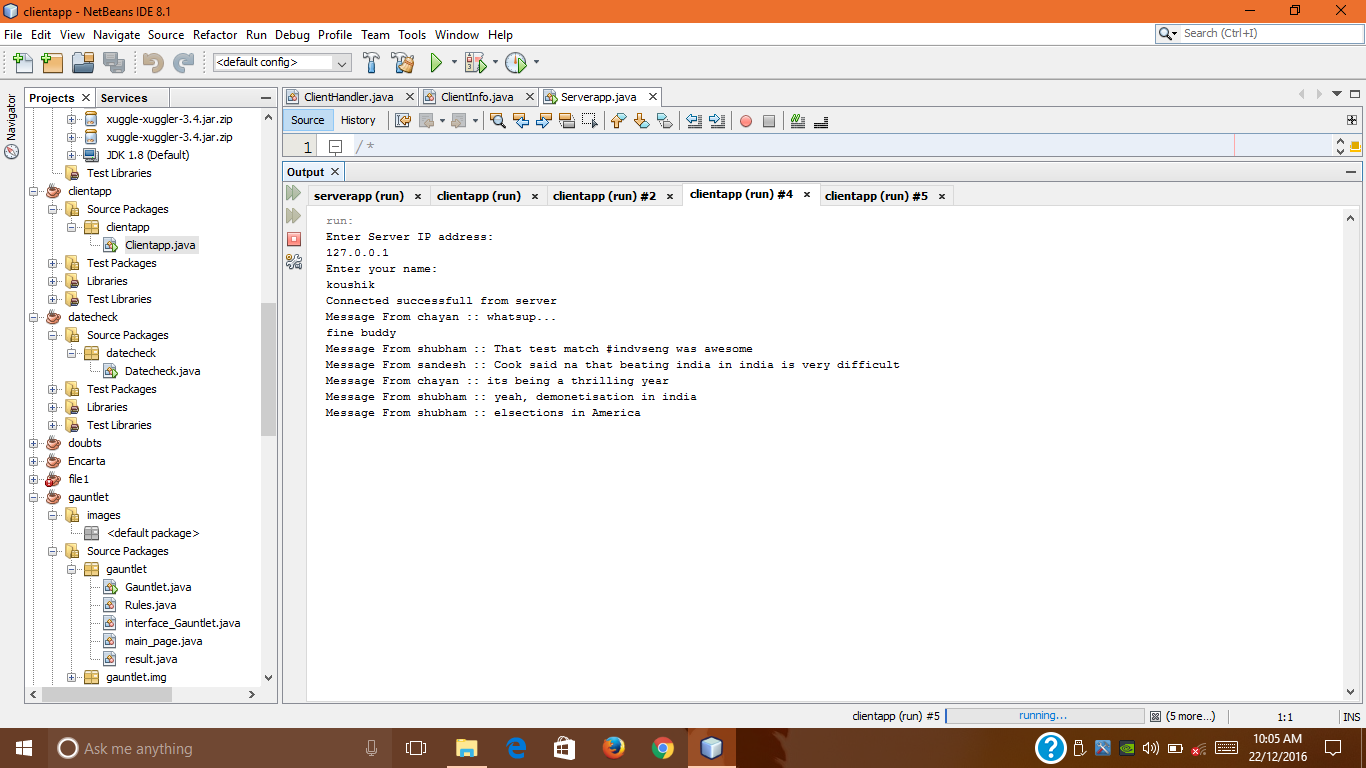 clientapp - NetBeans IDE 8.1
File Edit View Navigate Source Refactor Run Debug Profile Team Tools Window Help
Search (Ctrl+I)
<default config>
Navigator
Projects Services
xuggle-xuggler-3.4.jar.zip
xuggle-xuggler-3.4.jar.zip
JDK 1.8 (Default)
Test Libraries
clientapp
Source Packages
clientapp
Clientapp.java
Test Packages
Libraries
Test Libraries
datecheck
Source Packages
datecheck
Datecheck.java
Test Packages
Libraries
Test Libraries
doubts
Encarta
file1
gauntlet
images
<default package>
Source Packages
gauntlet
Gauntlet.java
Rules.java
interface_Gauntlet.java
main_page.java
result.java
gauntlet.img
ClientHandler.java ClientInfo.java Serverapp.java
Source History
1 /*
Output
serverapp (run) clientapp (run) clientapp (run) #2 clientapp (run) #4 clientapp (run) #5
run:
Enter Server IP address:
127.0.0.1
Enter your name:
koushik
Connected successfull from server
Message From chayan :: whatsup...
fine buddy
Message From shubham :: That test match #indvseng was awesome
Message From sandesh :: Cook said na that beating india in india is very difficult
Message From chayan :: its being a thrilling year
Message From shubham :: yeah, demonetisation in india
Message From shubham :: elsections in America
clientapp (run) #5 running... (5 more...) 1:1 INS
Ask me anything
10:05 AM
22/12/2016